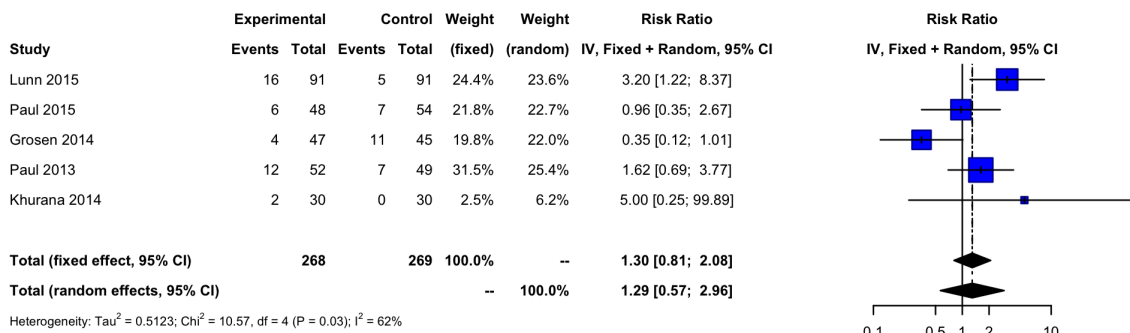 Experimental Control Weight Weight Risk Ratio Risk Ratio
Study Events Total Events Total (fixed) (random) IV, Fixed + Random, 95% CI IV, Fixed + Random, 95% CI
Lunn 2015 16 91 5 91 24.4% 23.6% 3.20 [1.22; 8.37]
Paul 2015 6 48 7 54 21.8% 22.7% 0.96 [0.35; 2.67]
Grosen 2014 4 47 11 45 19.8% 22.0% 0.35 [0.12; 1.01]
Paul 2013 12 52 7 49 31.5% 25.4% 1.62 [0.69; 3.77]
Khurana 2014 2 30 0 30 2.5% 6.2% 5.00 [0.25; 99.89]
Total (fixed effect, 95% CI) 268 269 100.0% -- 1.30 [0.81; 2.08]
Total (random effects, 95% CI) -- 100.0% 1.29 [0.57; 2.96]
Heterogeneity: Tau² = 0.5123; Chi² = 10.57, df = 4 (P = 0.03); I² = 62%
0.1 0.5 1 2 10